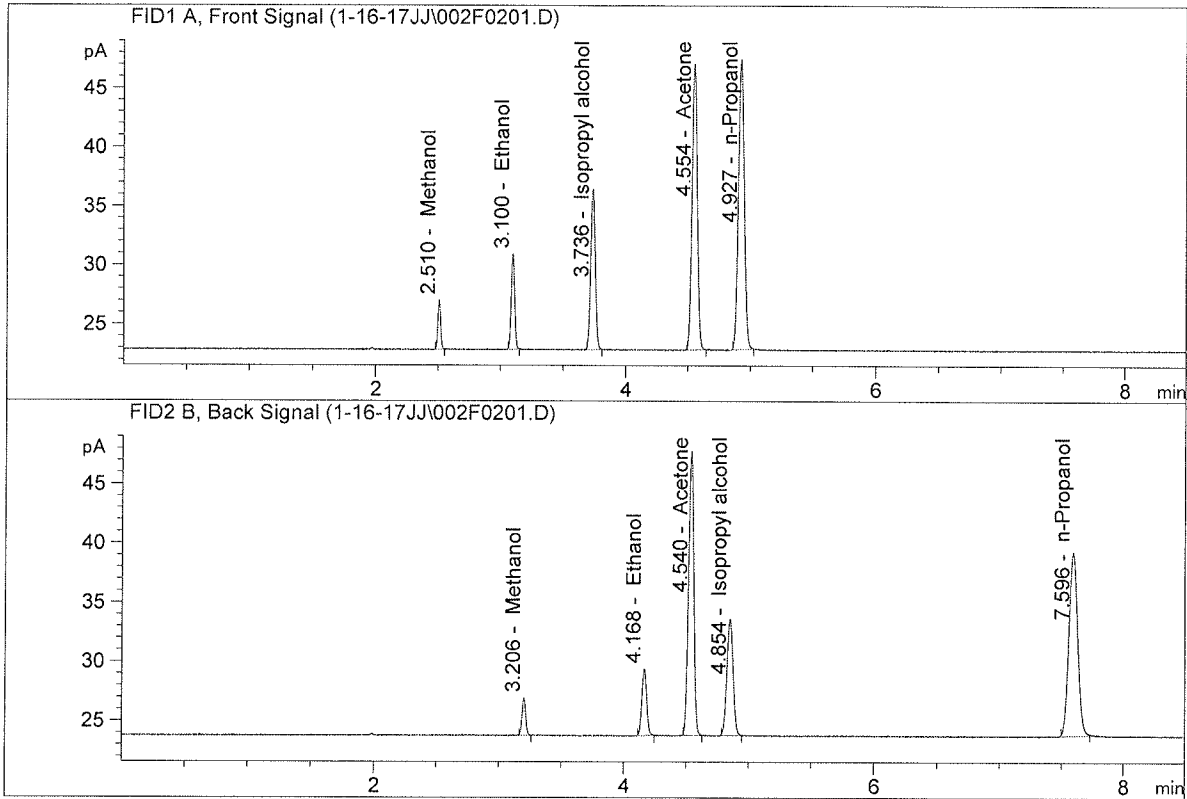 FID1 A, Front Signal (1-16-17JJ\002F0201.D)
pA
45
40
35
30
25
2.510 - Methanol
3.100 - Ethanol
3.736 - Isopropyl alcohol
4.554 - Acetone
4.927 - n-Propanol
2
4
6
8
min
FID2 B, Back Signal (1-16-17JJ\002F0201.D)
pA
45
40
35
30
25
3.206 - Methanol
4.168 - Ethanol
4.540 - Acetone
4.854 - Isopropyl alcohol
7.596 - n-Propanol
2
4
6
8
min